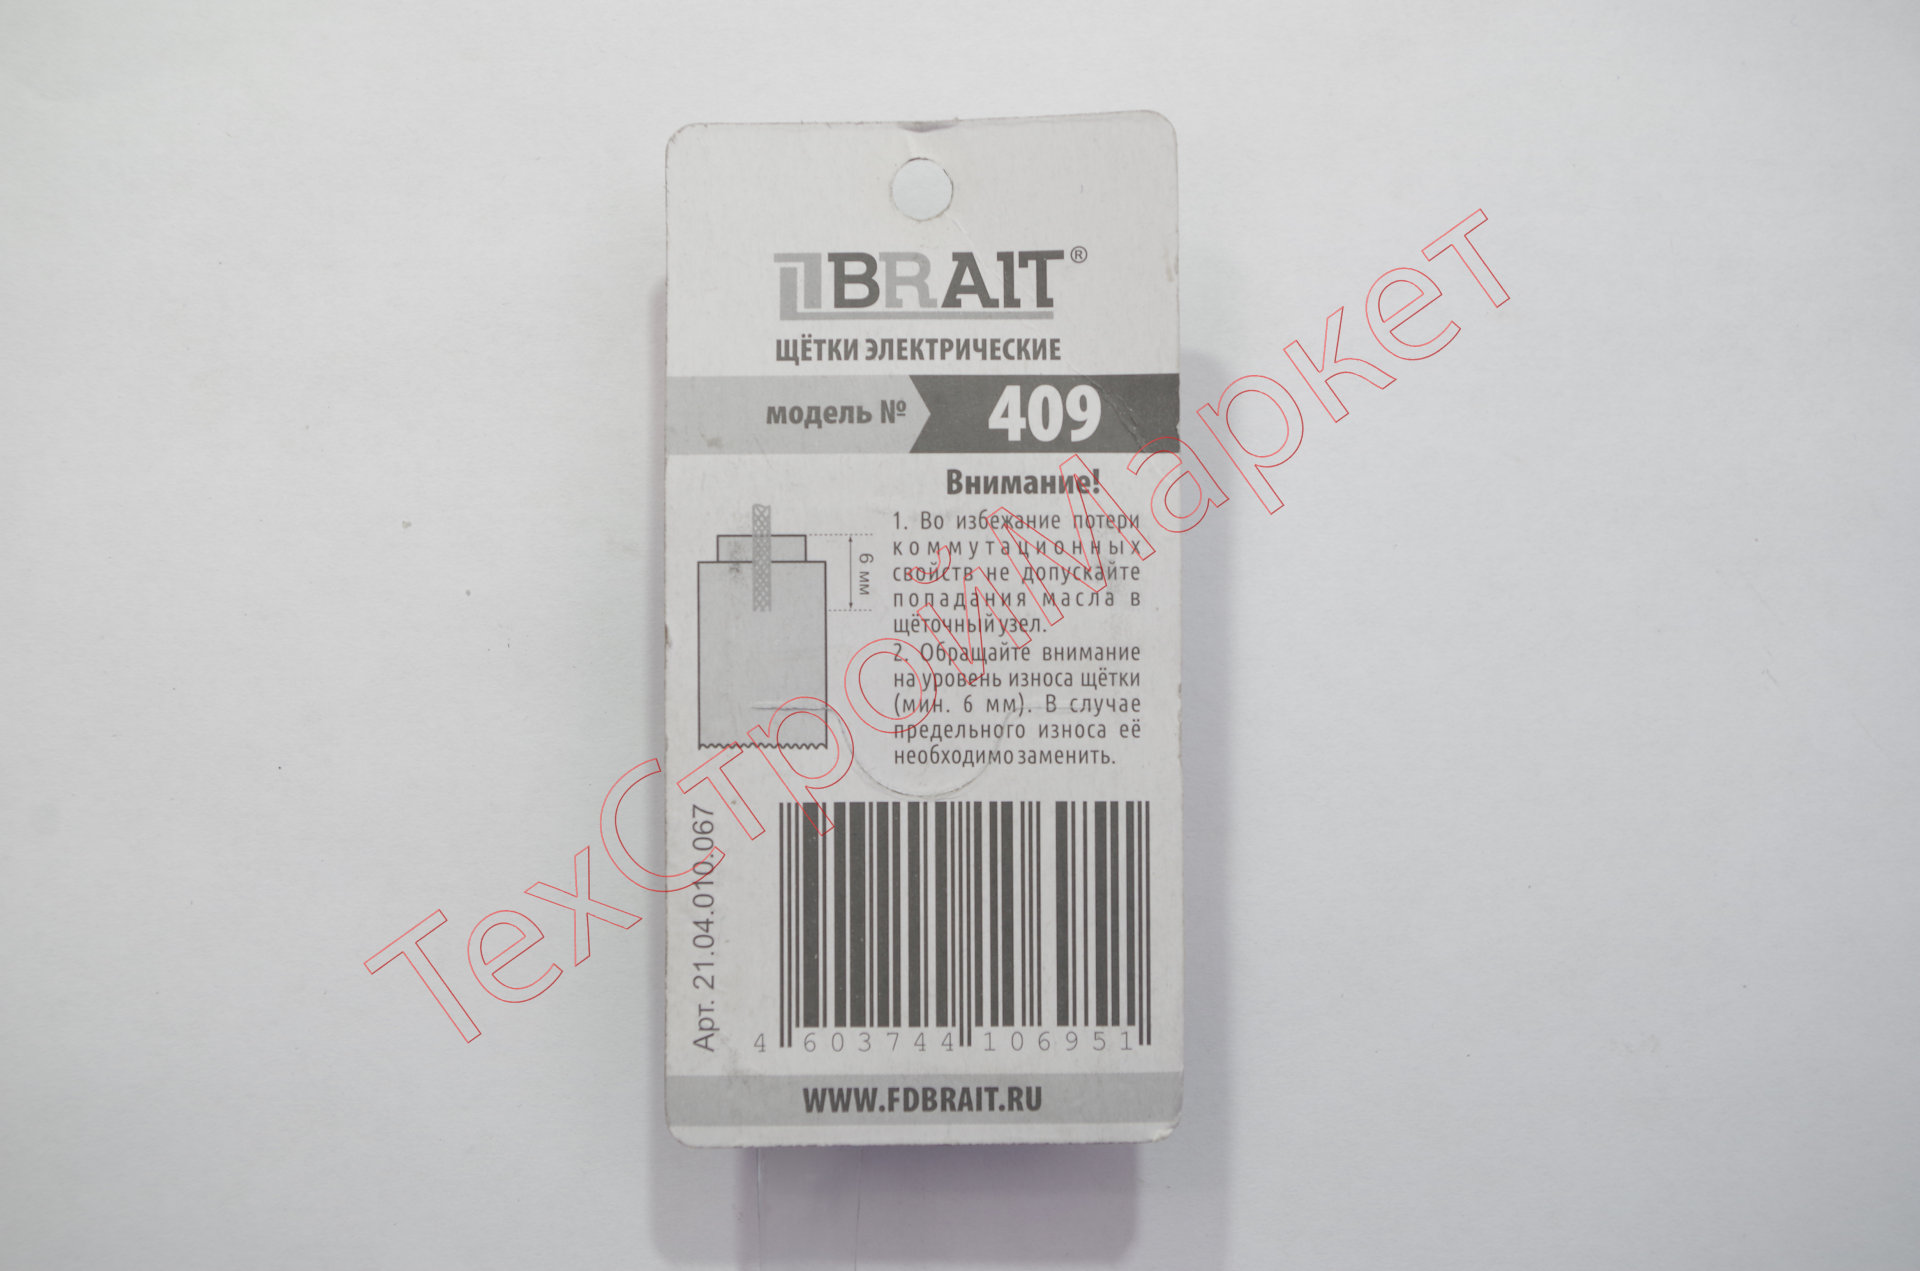 BRAIT®
ЩЁТКИ ЭЛЕКТРИЧЕСКИЕ
модель № 409
Внимание!
1. Во избежание потери
коммутационных
свойств не допускайте
попадания масла в
щёточный узел.
2. Обращайте внимание
на уровень износа щётки
(мин. 6 мм). В случае
предельного износа её
необходимо заменить.
6 мм
Арт. 21.04.010.067
4 603744 106951
WWW.FDBRAIT.RU
ТехСтройМаркет